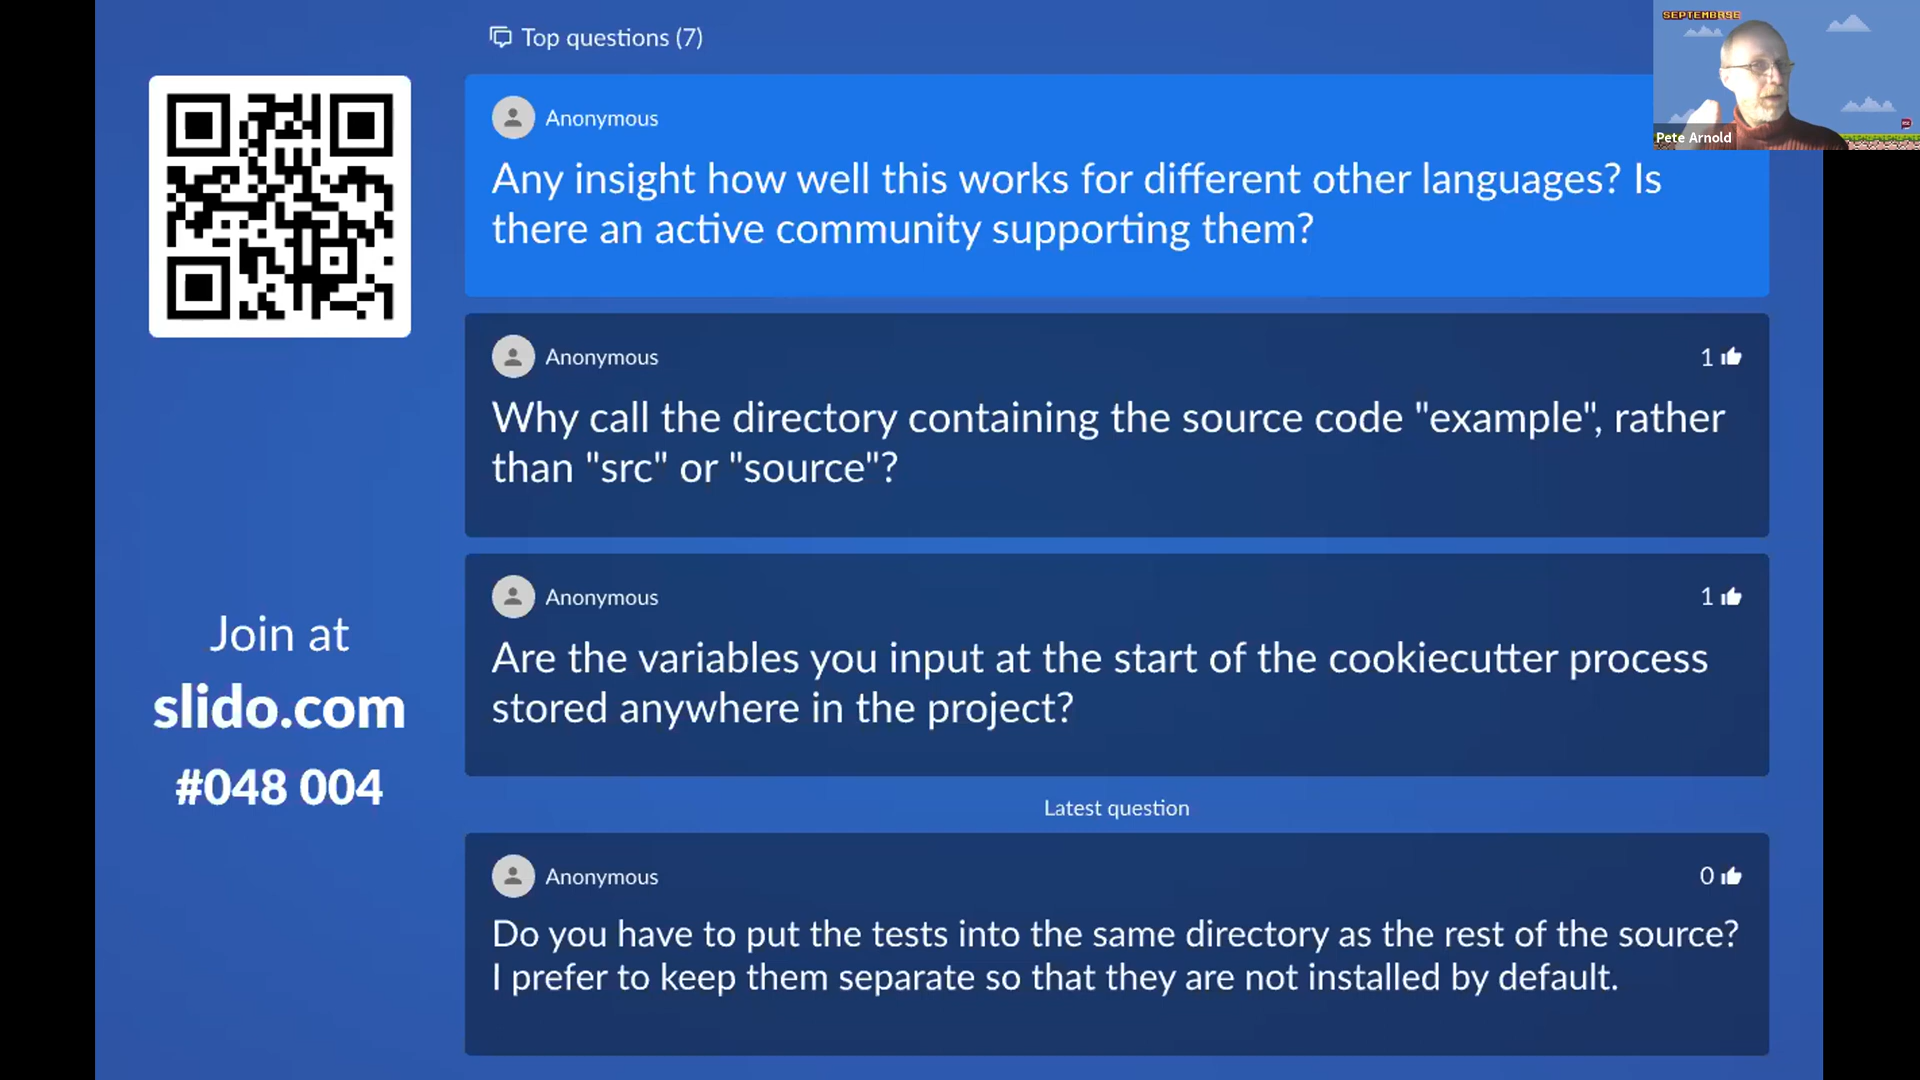 Top questions (7)
SEPTEMBRSE
Pete Arnold
Anonymous
Any insight how well this works for different other languages? Is
there an active community supporting them?
Anonymous
1
Why call the directory containing the source code "example", rather
than "src" or "source"?
Anonymous
1
Are the variables you input at the start of the cookiecutter process
stored anywhere in the project?
Join at
slido.com
#048 004
Latest question
Anonymous
0
Do you have to put the tests into the same directory as the rest of the source?
I prefer to keep them separate so that they are not installed by default.